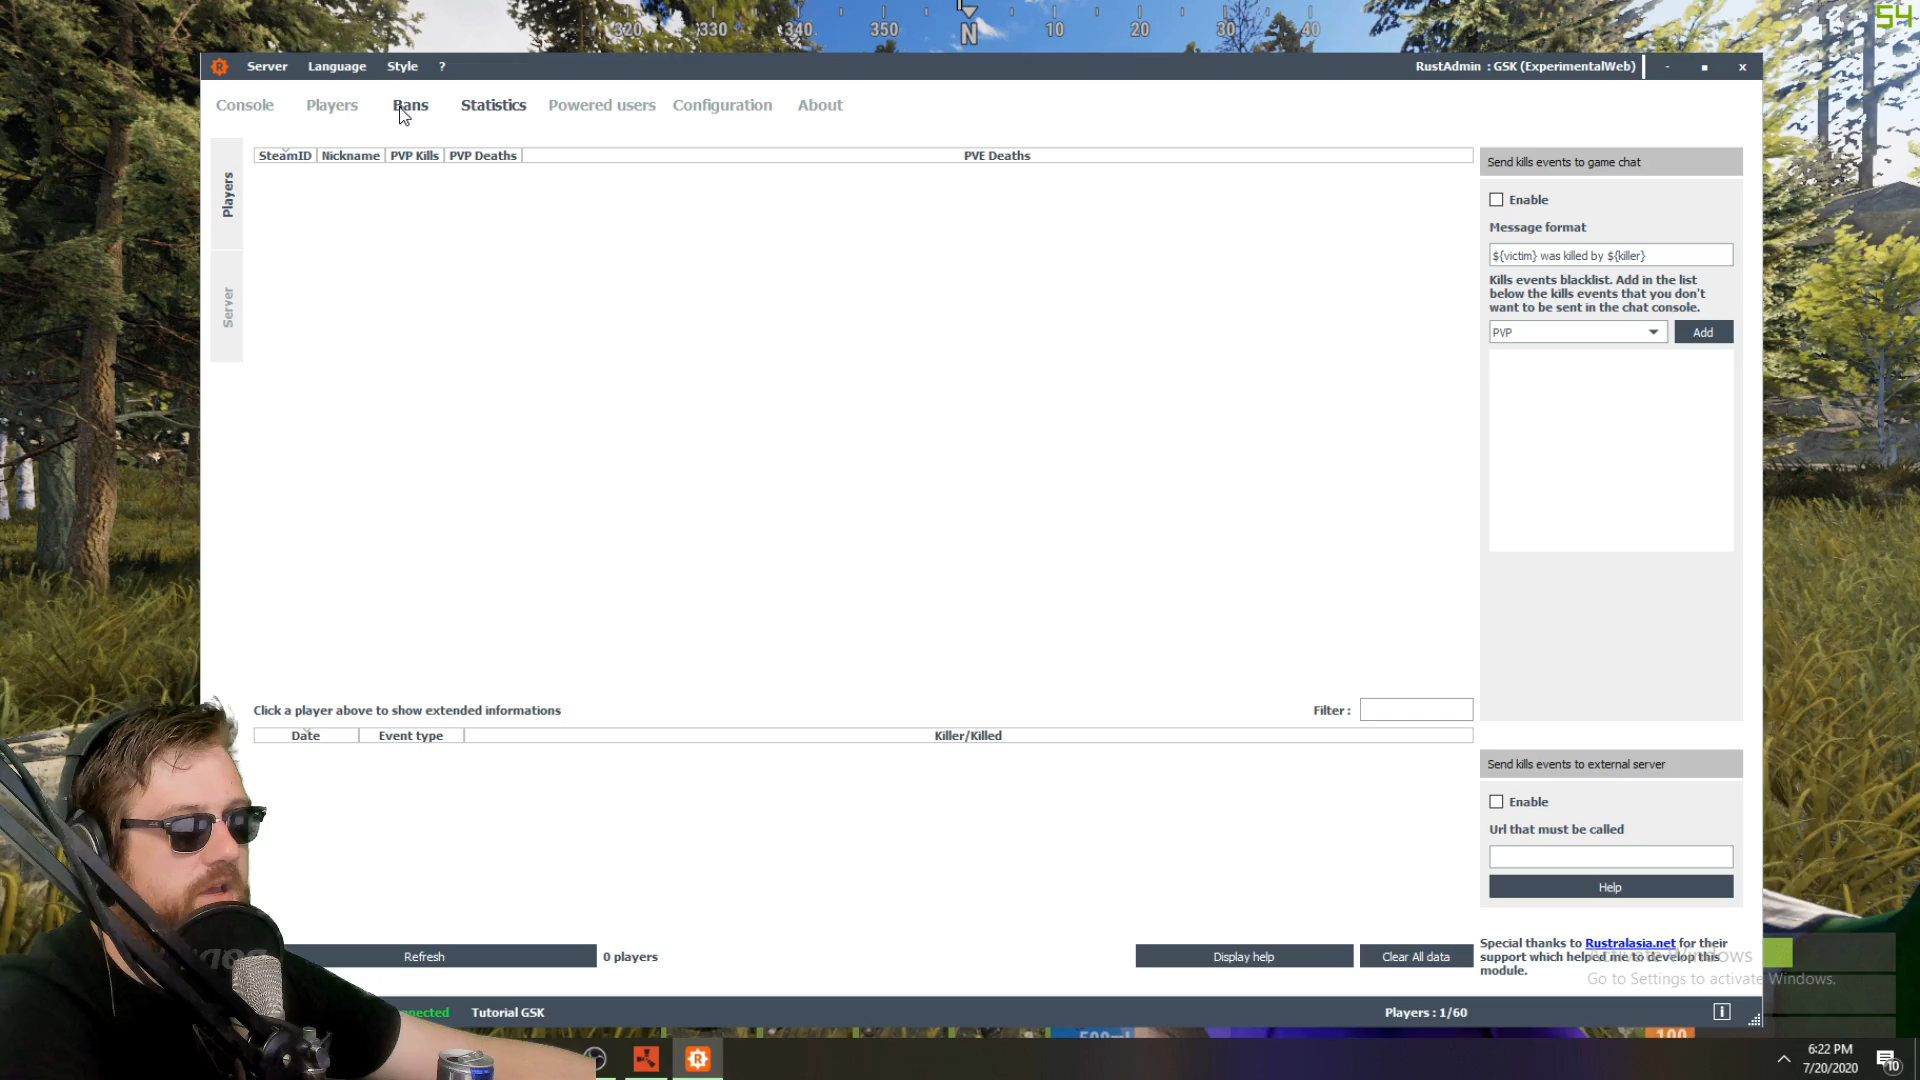 320 330 340 350 N 10 20 30 40
54
Server Language Style ?
RustAdmin : GSK (ExperimentalWeb) - x
Console Players Bans Statistics Powered users Configuration About
Players
Server
SteamID Nickname PVP Kills PVP Deaths PVE Deaths
Send kills events to game chat
Enable
Message format
${victim} was killed by ${killer}
Kills events blacklist. Add in the list
below the kills events that you don't
want to be sent in the chat console.
PVP Add
Click a player above to show extended informations
Filter :
Date Event type Killer/Killed
Send kills events to external server
Enable
Url that must be called
Help
Refresh 0 players Display help Clear All data
Special thanks to Rustralasia.net for their
support which helped me to develop this
module.
Activate Windows
Go to Settings to activate Windows.
nected Tutorial GSK Players : 1/60
100
6:22 PM
7/20/2020
10